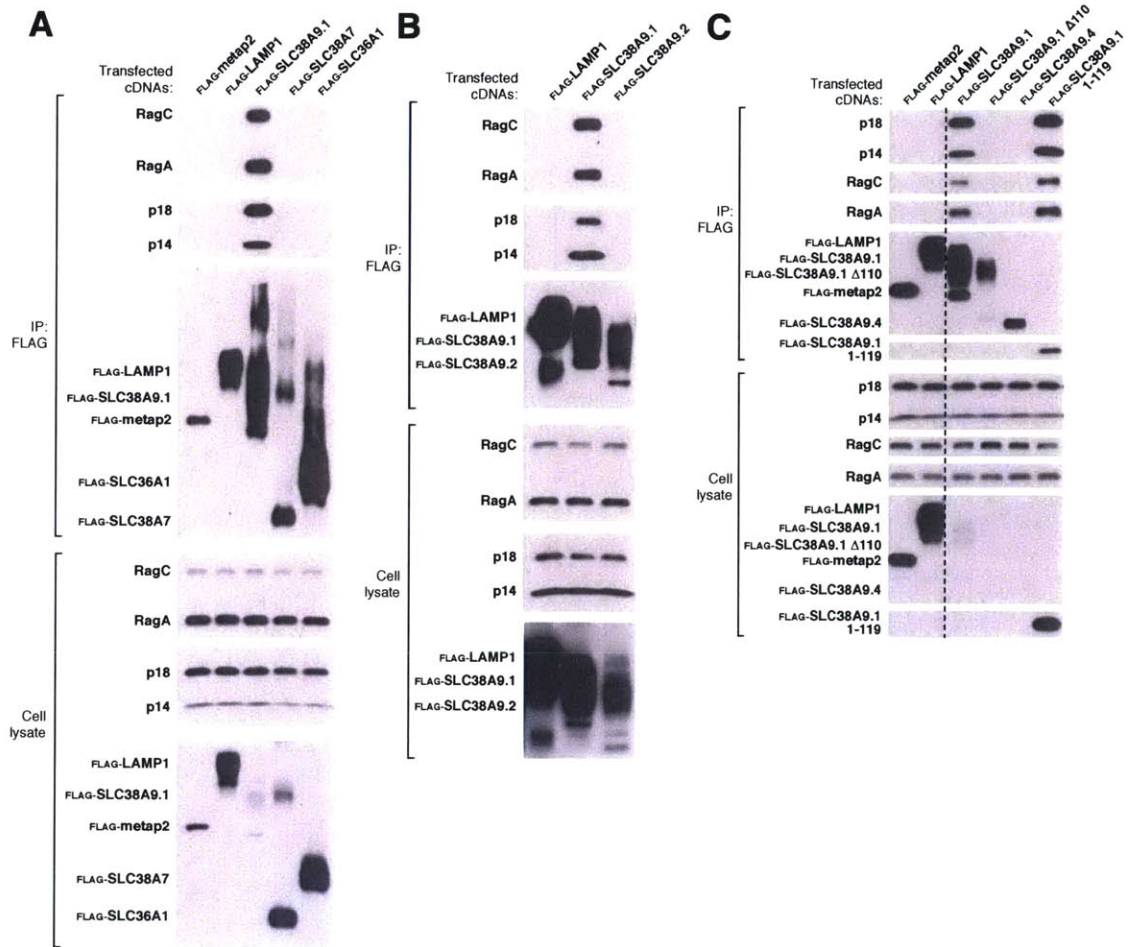 A
Transfected
cDNAs:
FLAG-metap2
FLAG-LAMP1
FLAG-SLC38A9.1
FLAG-SLC38A7
FLAG-SLC36A1
IP:
FLAG
RagC
RagA
p18
p14
FLAG-LAMP1
FLAG-SLC38A9.1
FLAG-metap2
FLAG-SLC36A1
FLAG-SLC38A7
Cell
lysate
RagC
RagA
p18
p14
FLAG-LAMP1
FLAG-SLC38A9.1
FLAG-metap2
FLAG-SLC38A7
FLAG-SLC36A1
B
Transfected
cDNAs:
FLAG-LAMP1
FLAG-SLC38A9.1
FLAG-SLC38A9.2
IP:
FLAG
RagC
RagA
p18
p14
FLAG-LAMP1
FLAG-SLC38A9.1
FLAG-SLC38A9.2
Cell
lysate
RagC
RagA
p18
p14
FLAG-LAMP1
FLAG-SLC38A9.1
FLAG-SLC38A9.2
C
Transfected
cDNAs:
FLAG-metap2
FLAG-LAMP1
FLAG-SLC38A9.1
FLAG-SLC38A9.1 Δ110
FLAG-SLC38A9.4
FLAG-SLC38A9.1
1-119
IP:
FLAG
p18
p14
RagC
RagA
FLAG-LAMP1
FLAG-SLC38A9.1
FLAG-SLC38A9.1 Δ110
FLAG-metap2
FLAG-SLC38A9.4
FLAG-SLC38A9.1
1-119
Cell
lysate
p18
p14
RagC
RagA
FLAG-LAMP1
FLAG-SLC38A9.1
FLAG-SLC38A9.1 Δ110
FLAG-metap2
FLAG-SLC38A9.4
FLAG-SLC38A9.1
1-119